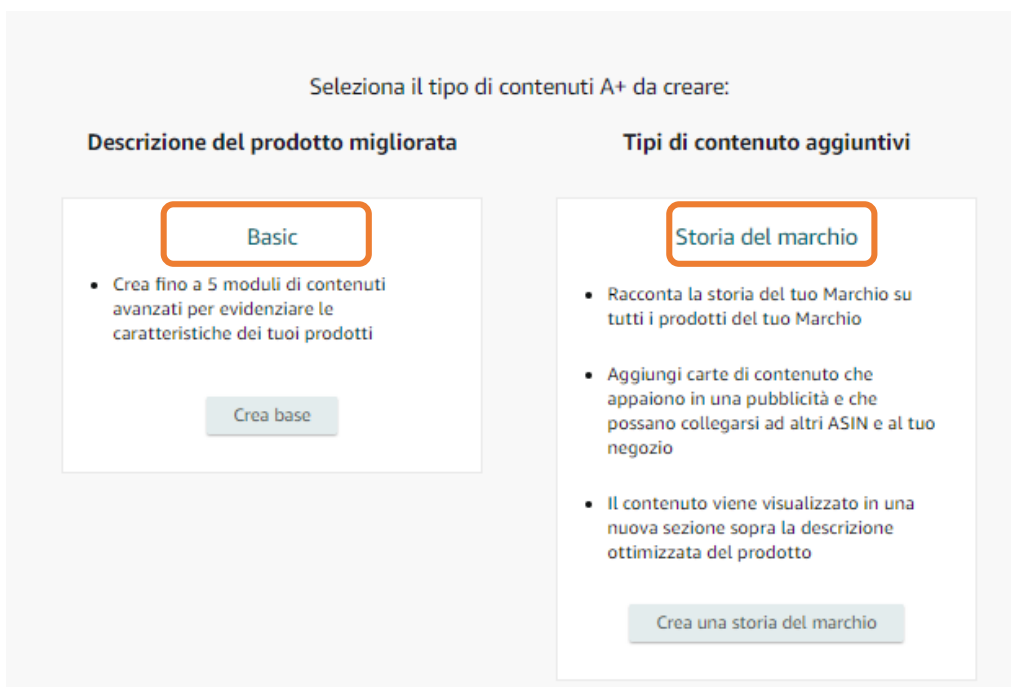 Seleziona il tipo di contenuti A+ da creare:
Descrizione del prodotto migliorata
Basic
• Crea fino a 5 moduli di contenuti
avanzati per evidenziare le
caratteristiche dei tuoi prodotti
Crea base
Tipi di contenuto aggiuntivi
Storia del marchio
• Racconta la storia del tuo Marchio su
tutti i prodotti del tuo Marchio
• Aggiungi carte di contenuto che
appaiono in una pubblicità e che
possano collegarsi ad altri ASIN e al tuo
negozio
• Il contenuto viene visualizzato in una
nuova sezione sopra la descrizione
ottimizzata del prodotto
Crea una storia del marchio